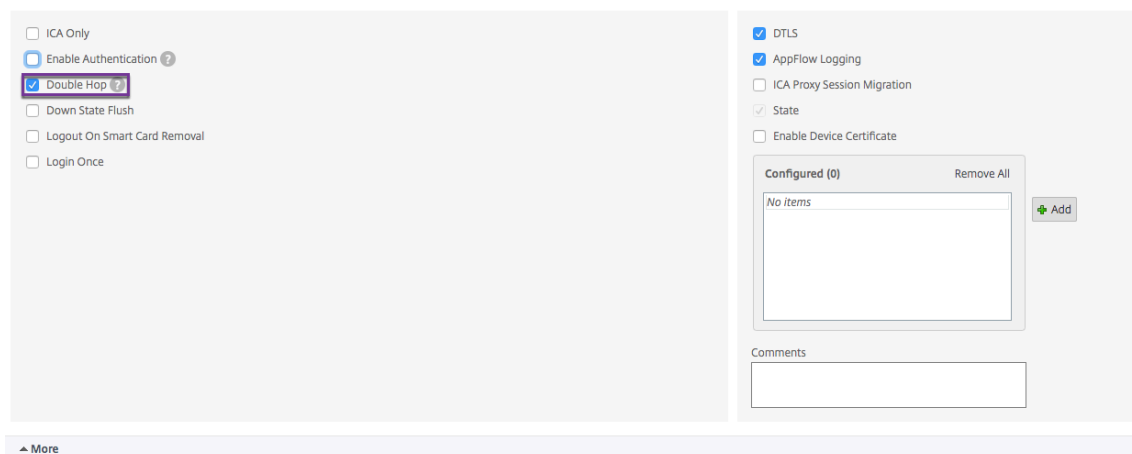 ICA Only
Enable Authentication ?
Double Hop ?
Down State Flush
Logout On Smart Card Removal
Login Once
DTLS
AppFlow Logging
ICA Proxy Session Migration
State
Enable Device Certificate
Configured (0) Remove All
No items
Add
Comments
More